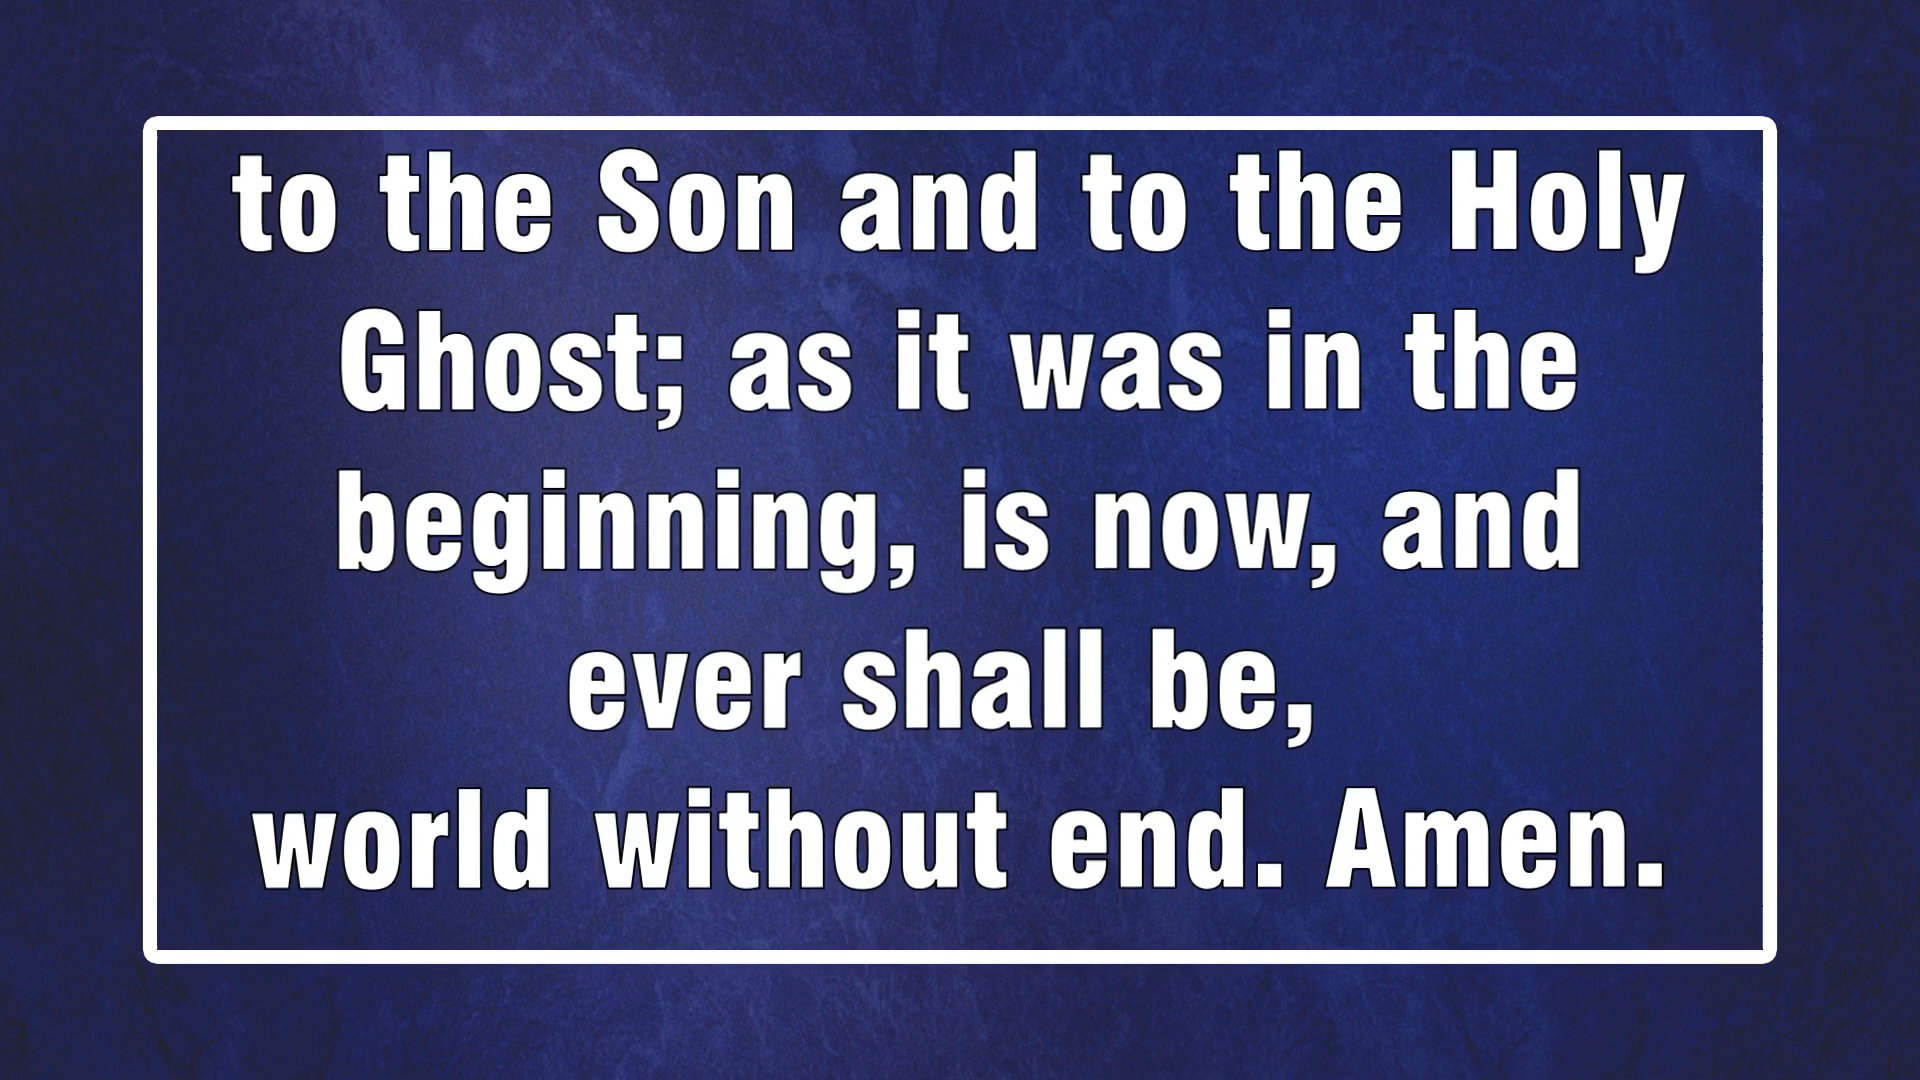 to the Son and to the Holy
Ghost; as it was in the
beginning, is now, and
ever shall be,
world without end. Amen.